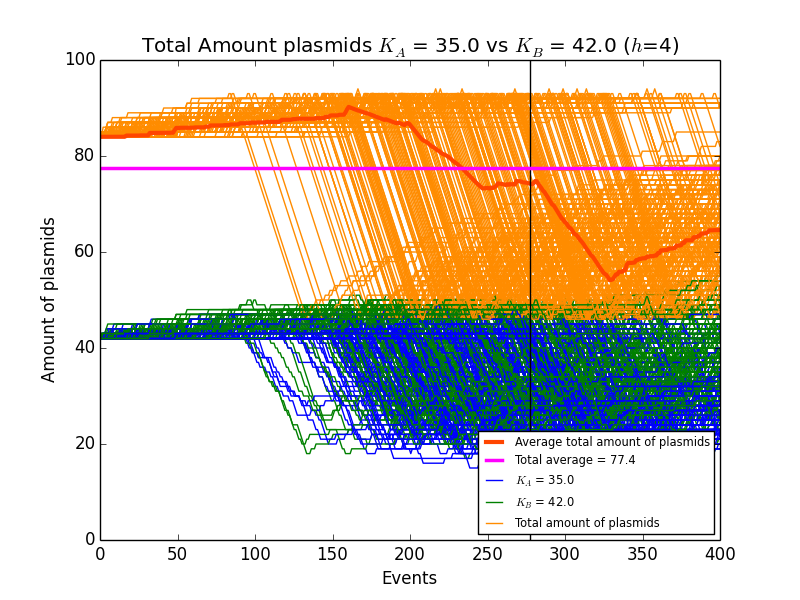 Total Amount plasmids K_A = 35.0 vs K_B = 42.0 (h=4)
100
80
60
40
20
0
Amount of plasmids
0 50 100 150 200 250 300 350 400
Events
Average total amount of plasmids
Total average = 77.4
K_A = 35.0
K_B = 42.0
Total amount of plasmids